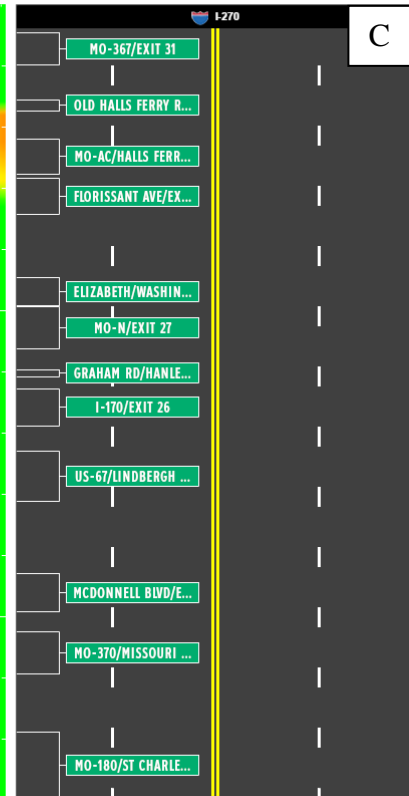 I-270
C
MO-367/EXIT 31
OLD HALLS FERRY R...
MO-AC/HALLS FERR...
FLORISSANT AVE/EX...
ELIZABETH/WASHIN...
MO-N/EXIT 27
GRAHAM RD/HANLE...
I-170/EXIT 26
US-67/LINDBERGH ...
MCDONNELL BLVD/E...
MO-370/MISSOURI ...
MO-180/ST CHARLE...